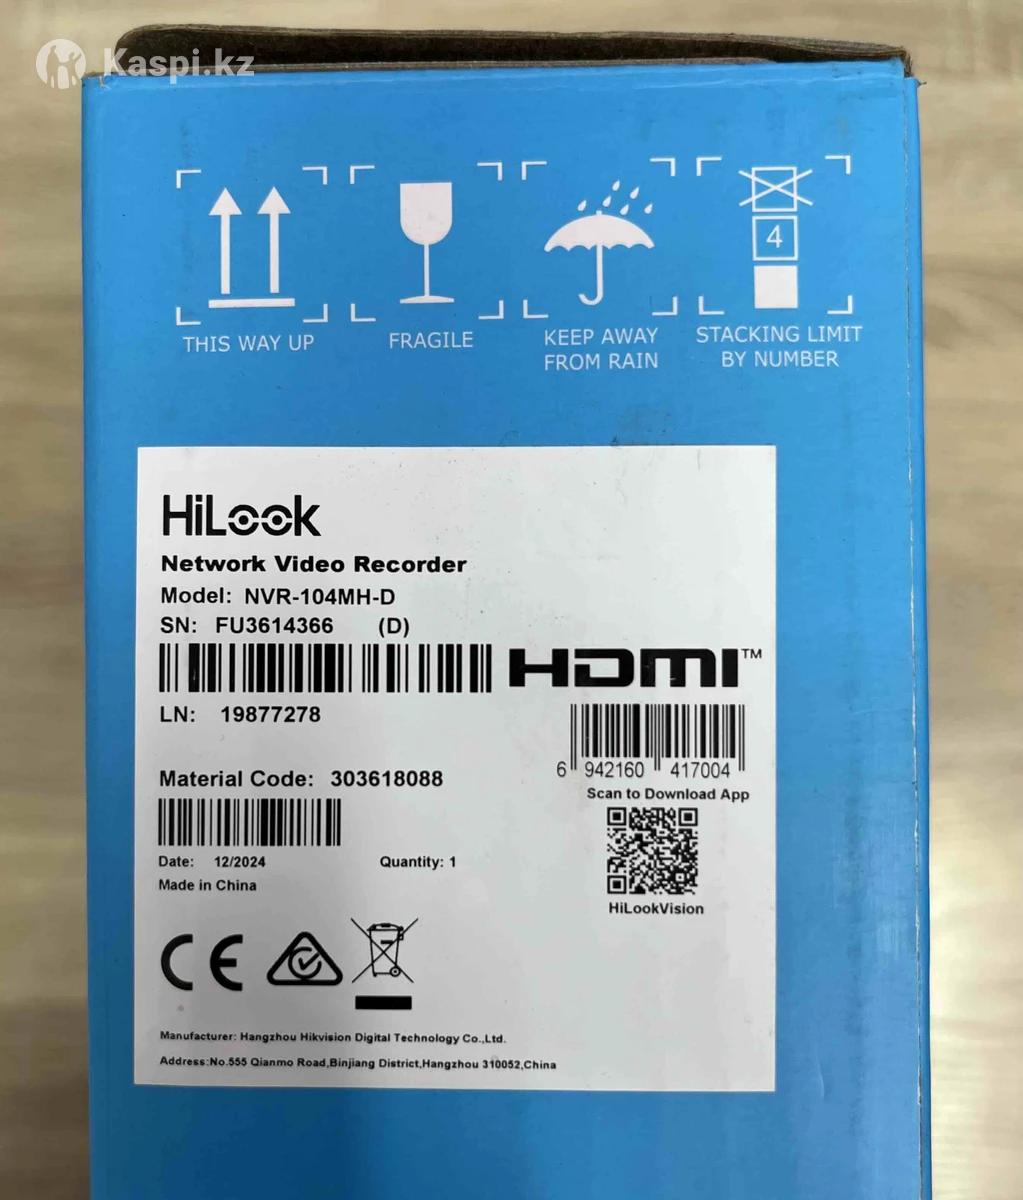 Kaspi.kz
4
THIS WAY UP
FRAGILE
KEEP AWAY
FROM RAIN
STACKING LIMIT
BY NUMBER
HiLook
Network Video Recorder
Model: NVR-104MH-D
SN: FU3614366 (D)
HDMI™
LN: 19877278
6 942160 417004
Scan to Download App
Material Code: 303618088
Date: 12/2024 Quantity: 1
Made in China
HiLookVision
CE
Manufacturer: Hangzhou Hikvision Digital Technology Co.,Ltd.
Address:No.555 Qianmo Road,Binjiang District,Hangzhou 310052,China